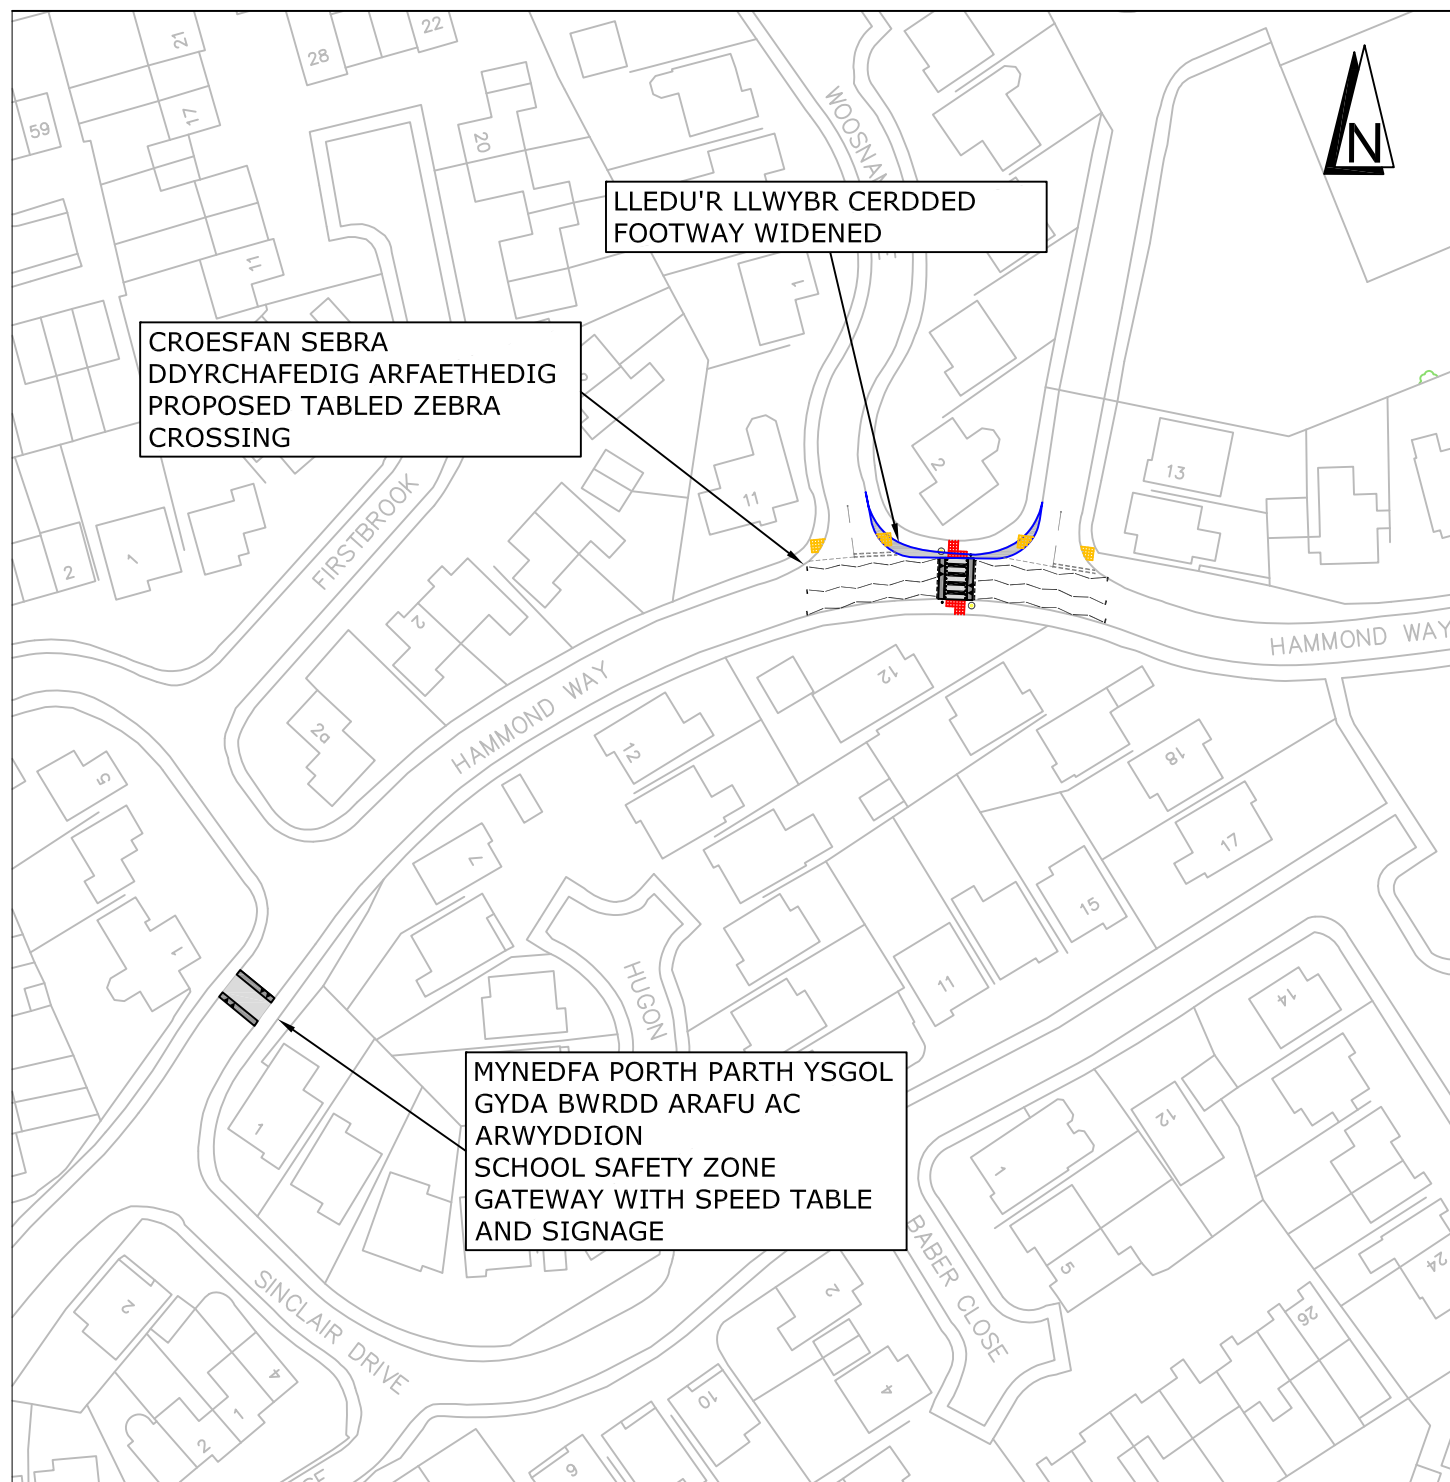 21
28
22
59
17
20
N
WOOSNA
LLEDU'R LLWYBR CERDDED
FOOTWAY WIDENED
11
1
CROESFAN SEBRA
DDYRCHAFEDIG ARFAETHEDIG
PROPOSED TABLED ZEBRA
CROSSING
2
13
11
FIRSTBROOK
1
2
2
HAMMOND WAY
HAMMOND WAY
12
2a
12
5
18
7
17
15
1
HUGON
11
14
MYNEDFA PORTH PARTH YSGOL
GYDA BWRDD ARAFU AC
ARWYDDION
SCHOOL SAFETY ZONE
GATEWAY WITH SPEED TABLE
AND SIGNAGE
12
1
1
BABER CLOSE
5
24
SINCLAIR DRIVE
2
2
26
4
4
10
1
2
9